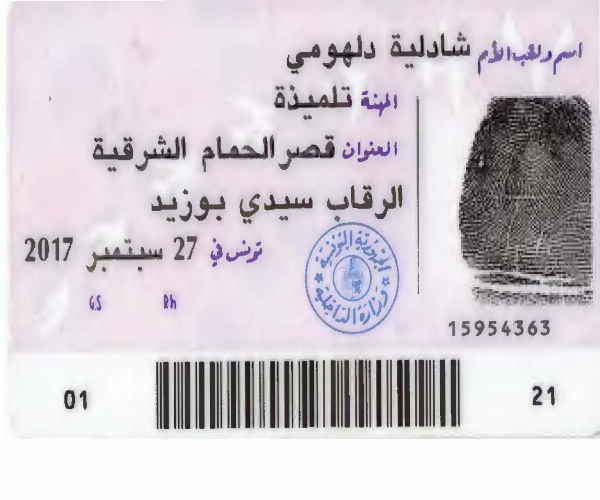 اسم ولقب الأم شادلية دلهومي
المهنة تلميذة
العنوان قصر الحمام الشرقية
الرقاب سيدي بوزيد
تونس في 27 سبتمبر 2017
GS Rh
الجمهورية التونسية
وزارة الداخلية
15954363
01 21